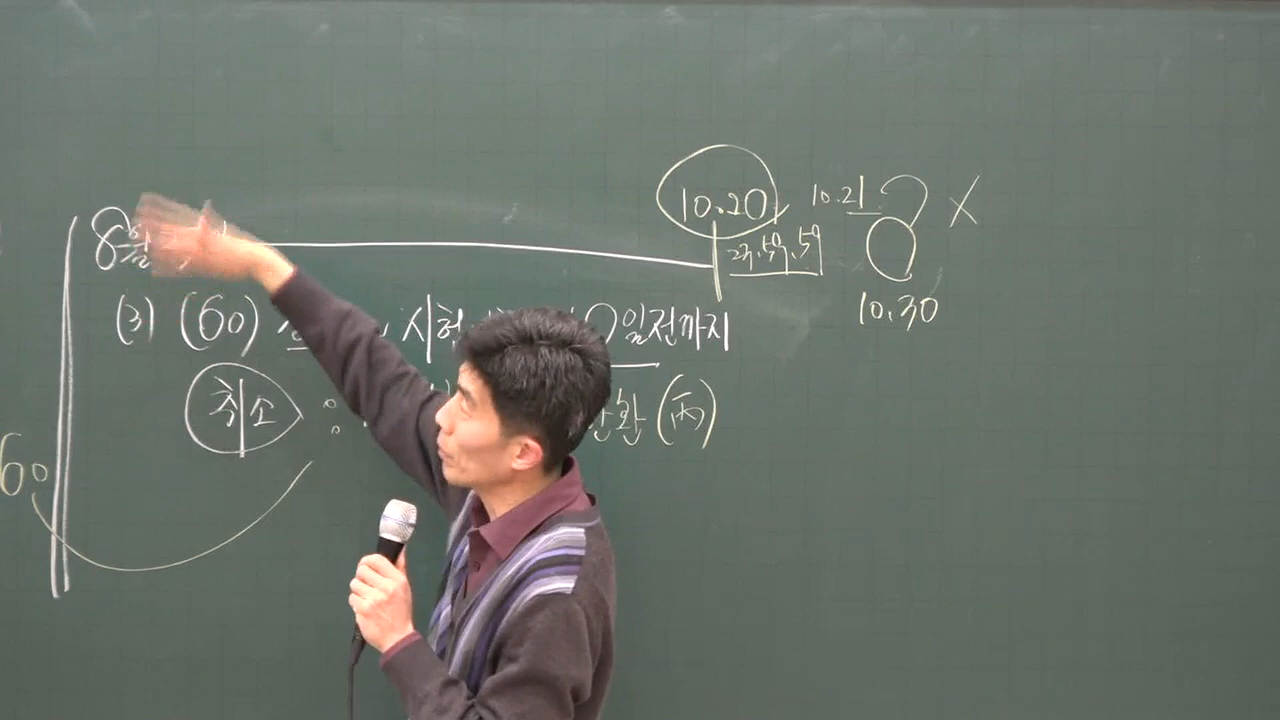 10.20 10.21 X
8월 23.59.59
10.30
(3) (60) 시험 10일전까지
취소 : 반환 (丙)
60